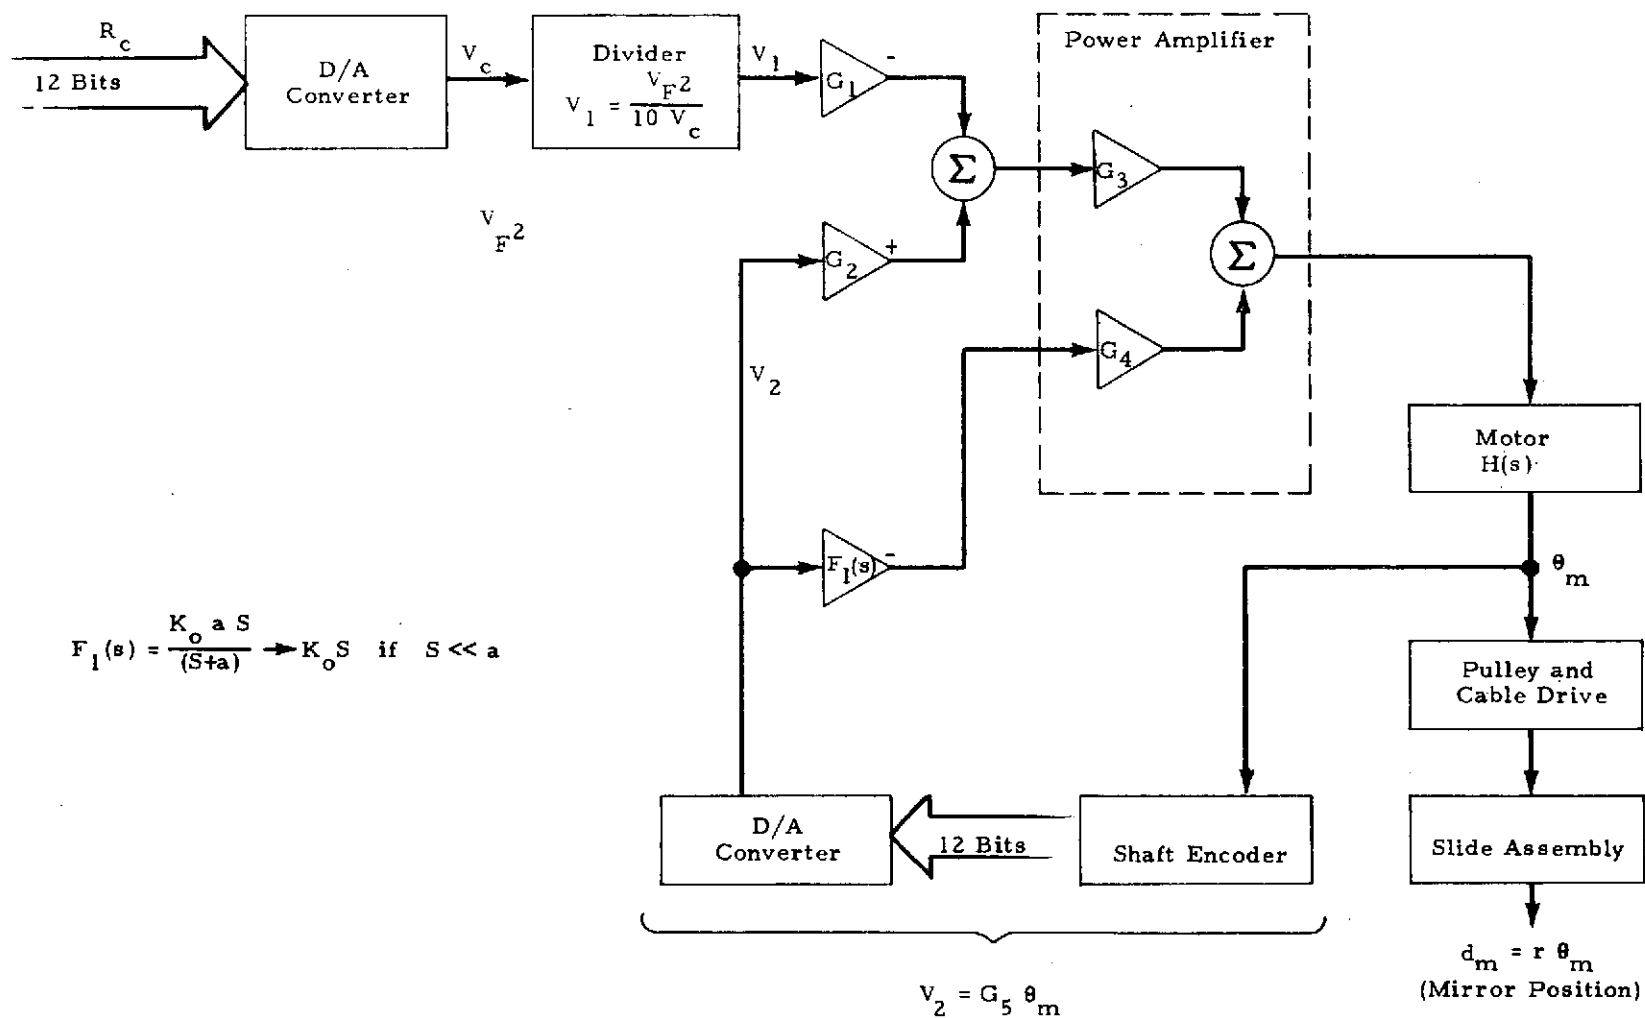 R_c
12 Bits
D/A
Converter
V_c
Divider
V_1 = V_F2 / 10 V_c
V_1
G_1
-
Power Amplifier
Σ
G_3
V_F2
G_2
+
Σ
G_4
V_2
Motor
H(s)
F_1(s)
-
θ_m
F_1(s) = K_o a S / (S+a) → K_o S if S << a
Pulley and
Cable Drive
D/A
Converter
12 Bits
Shaft Encoder
Slide Assembly
d_m = r θ_m
(Mirror Position)
V_2 = G_5 θ_m